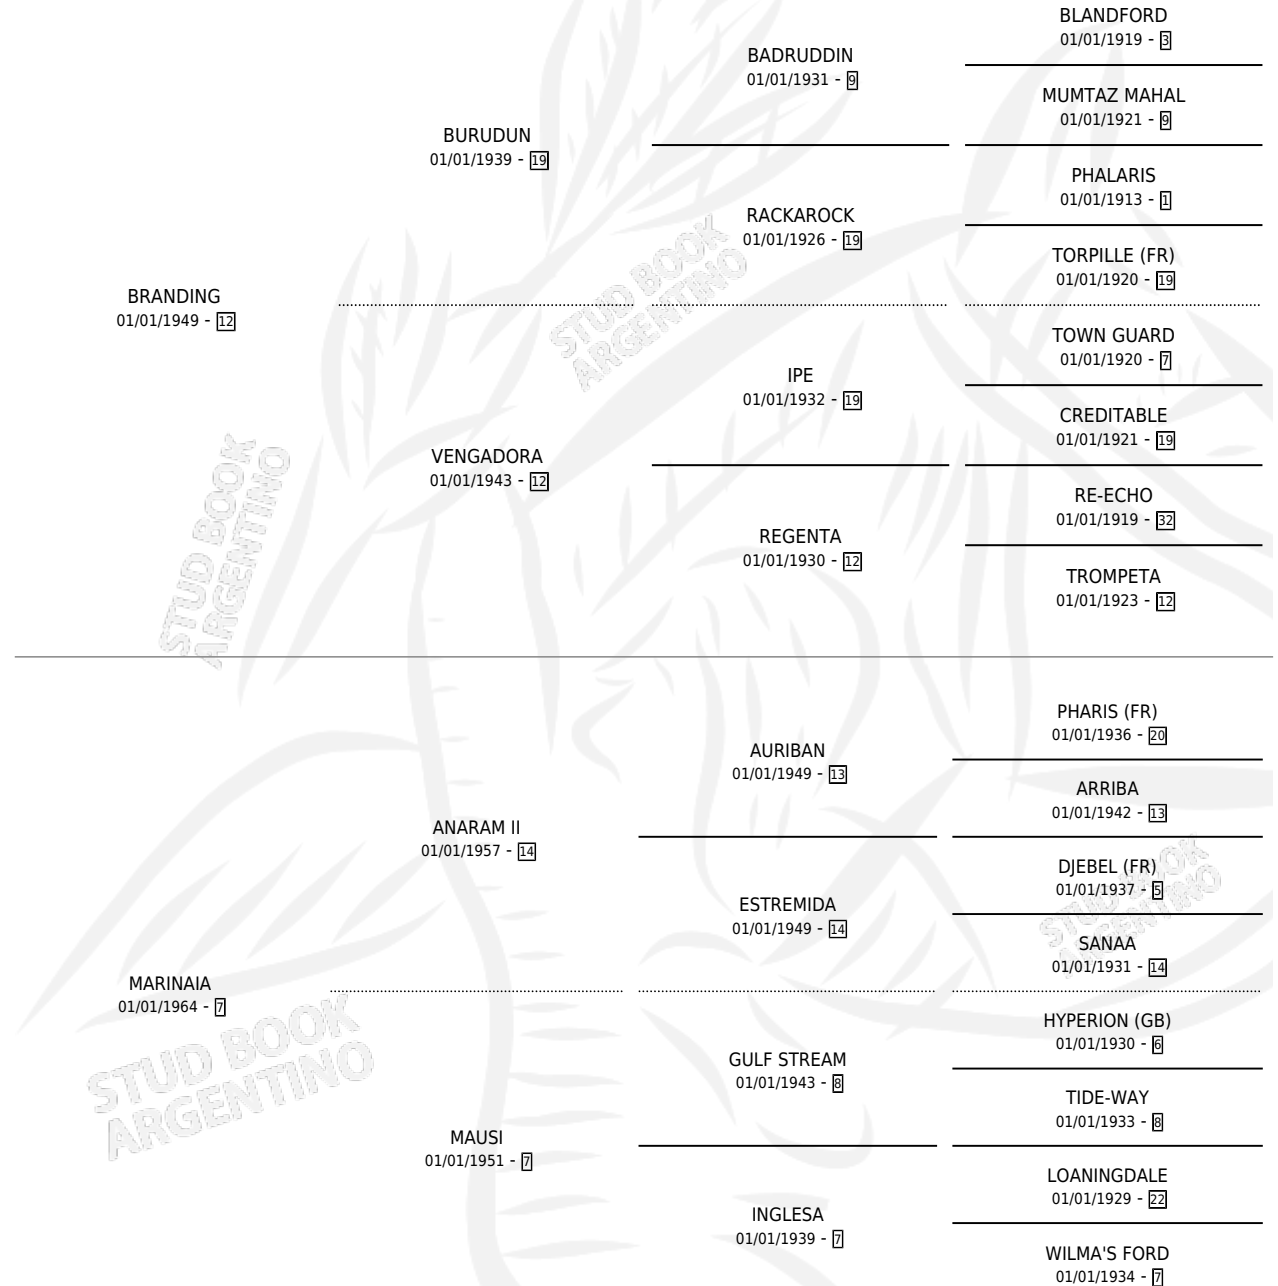 BLANDFORD
01/01/1919 - 3
BADRUDDIN
01/01/1931 - 9
MUMTAZ MAHAL
01/01/1921 - 9
BURUDUN
01/01/1939 - 19
PHALARIS
01/01/1913 - 1
RACKAROCK
01/01/1926 - 19
TORPILLE (FR)
01/01/1920 - 19
BRANDING
01/01/1949 - 12
STUD BOOK
ARGENTINO
TOWN GUARD
01/01/1920 - 7
IPE
01/01/1932 - 19
CREDITABLE
01/01/1921 - 19
VENGADORA
01/01/1943 - 12
RE-ECHO
01/01/1919 - 32
REGENTA
01/01/1930 - 12
TROMPETA
01/01/1923 - 12
STUD BOOK
ARGENTINO
PHARIS (FR)
01/01/1936 - 20
AURIBAN
01/01/1949 - 13
ARRIBA
01/01/1942 - 13
ANARAM II
01/01/1957 - 14
DJEBEL (FR)
01/01/1937 - 5
ESTREMIDA
01/01/1949 - 14
SANAA
01/01/1931 - 14
STUD BOOK
ARGENTINO
MARINAIA
01/01/1964 - 7
HYPERION (GB)
01/01/1930 - 6
GULF STREAM
01/01/1943 - 8
TIDE-WAY
01/01/1933 - 8
STUD BOOK
ARGENTINO
MAUSI
01/01/1951 - 7
LOANINGDALE
01/01/1929 - 22
INGLESA
01/01/1939 - 7
WILMA'S FORD
01/01/1934 - 7